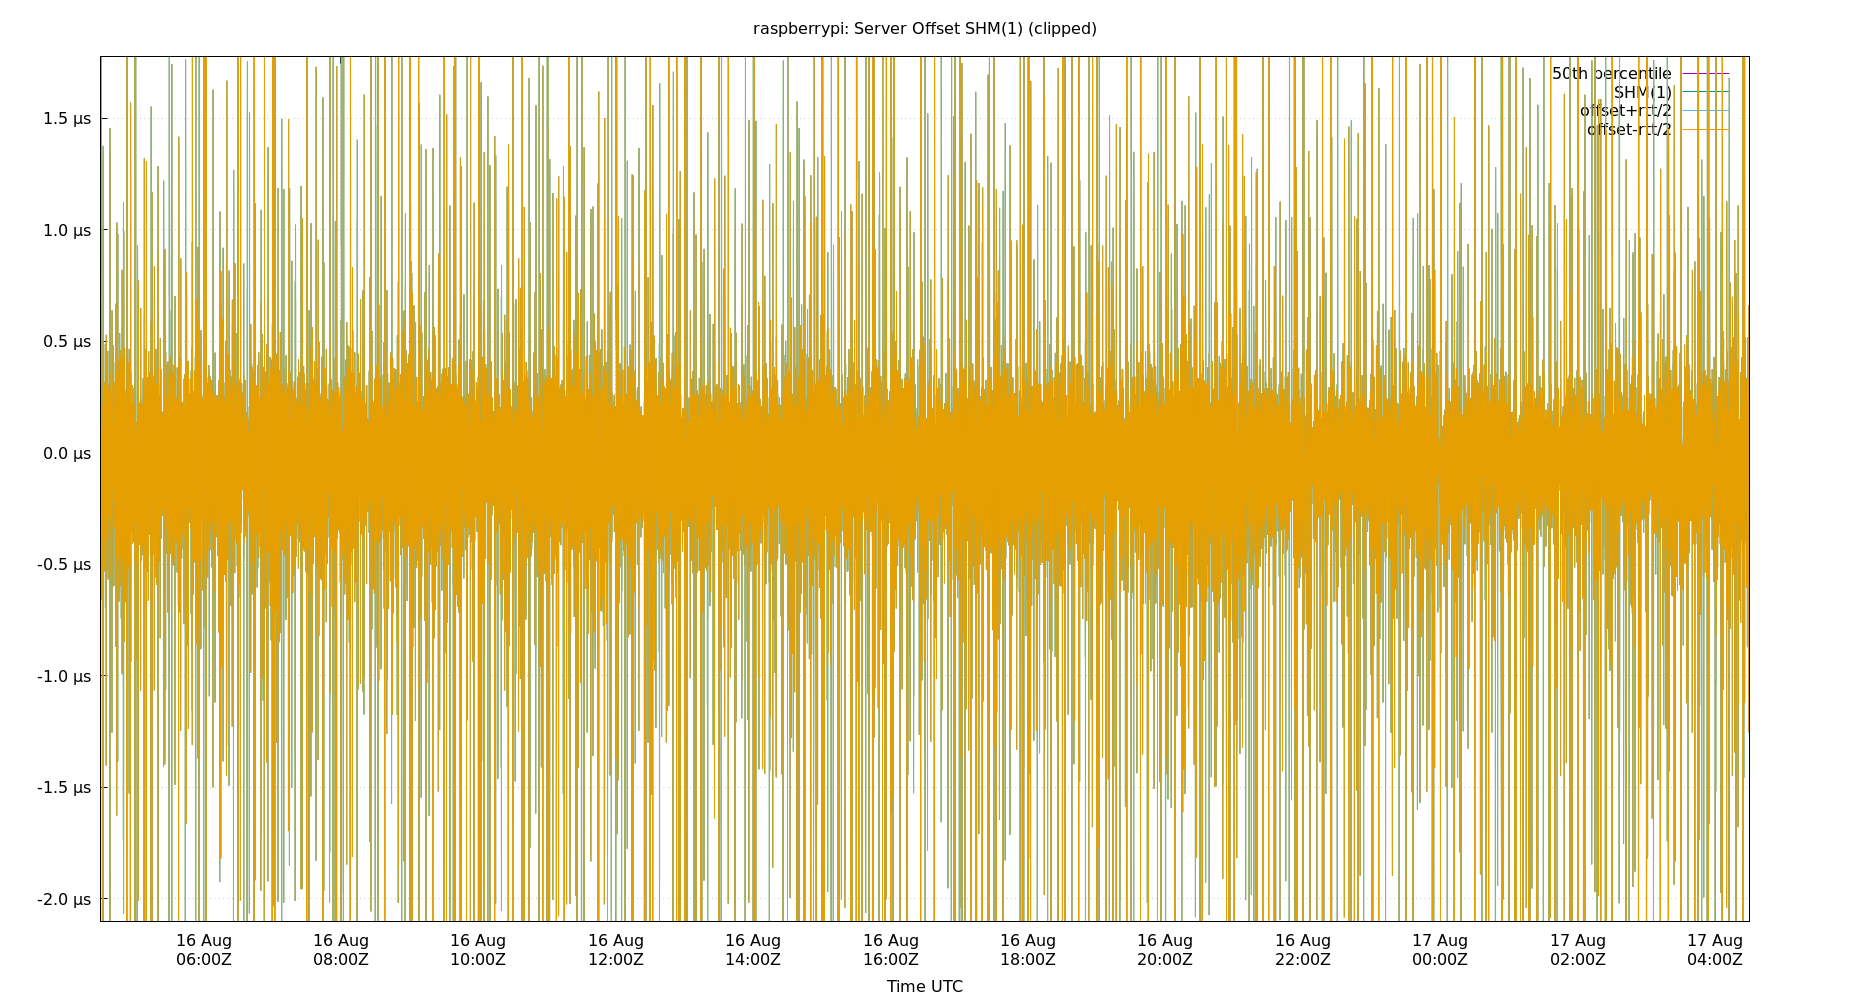 raspberrypi: Server Offset SHM(1) (clipped)
50th percentile
SHM(1)
offset+rtt/2
offset-rtt/2
1.5 µs
1.0 µs
0.5 µs
0.0 µs
-0.5 µs
-1.0 µs
-1.5 µs
-2.0 µs
16 Aug 16 Aug 16 Aug 16 Aug 16 Aug 16 Aug 16 Aug 16 Aug 16 Aug 17 Aug 17 Aug 17 Aug
06:00Z 08:00Z 10:00Z 12:00Z 14:00Z 16:00Z 18:00Z 20:00Z 22:00Z 00:00Z 02:00Z 04:00Z
Time UTC